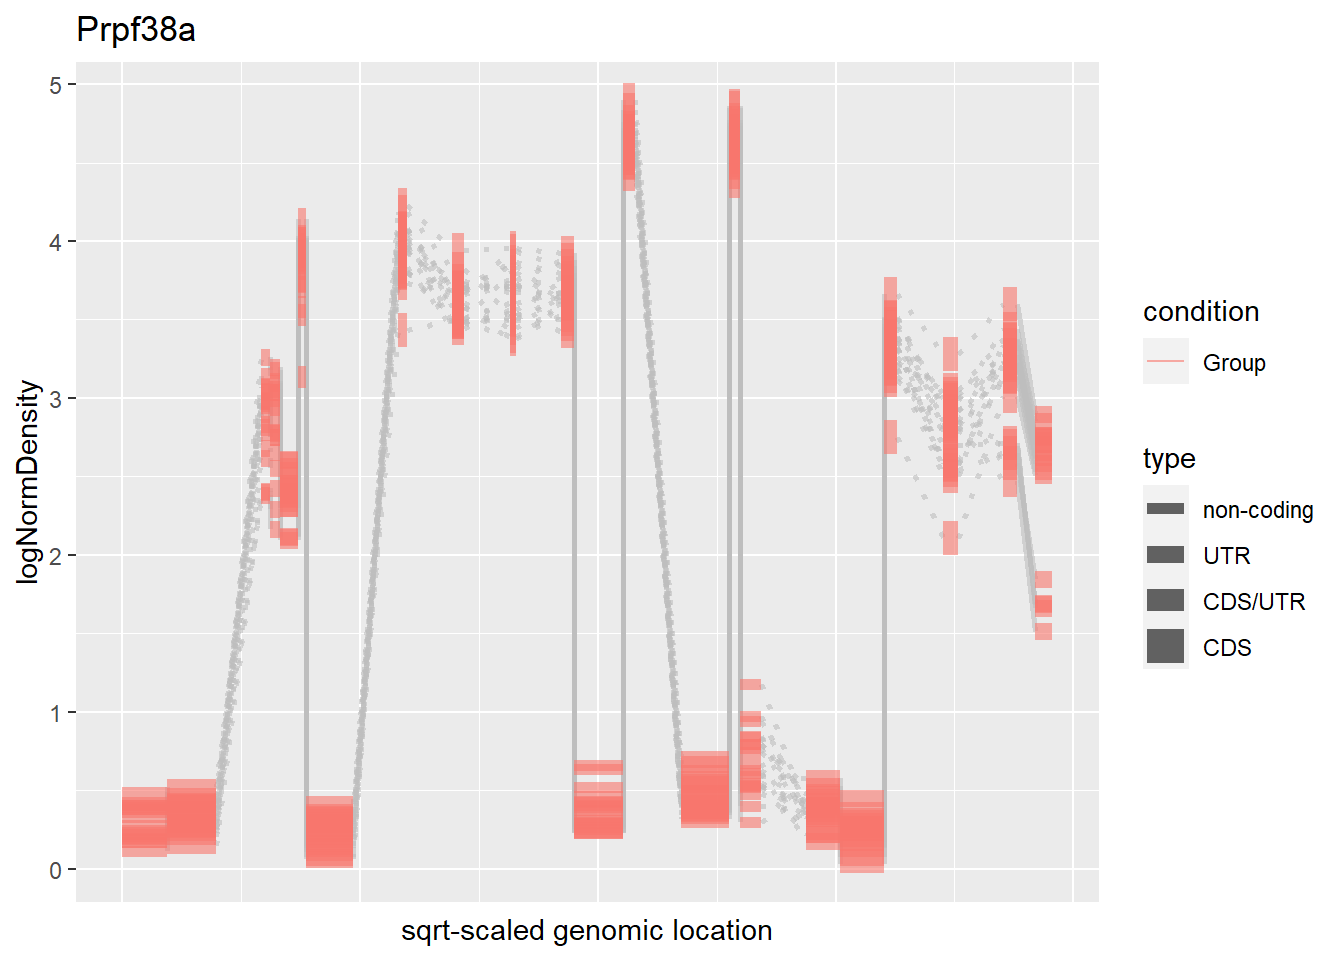 Prpf38a
5
4
3
2
1
0
logNormDensity
sqrt-scaled genomic location
condition
Group
type
non-coding
UTR
CDS/UTR
CDS